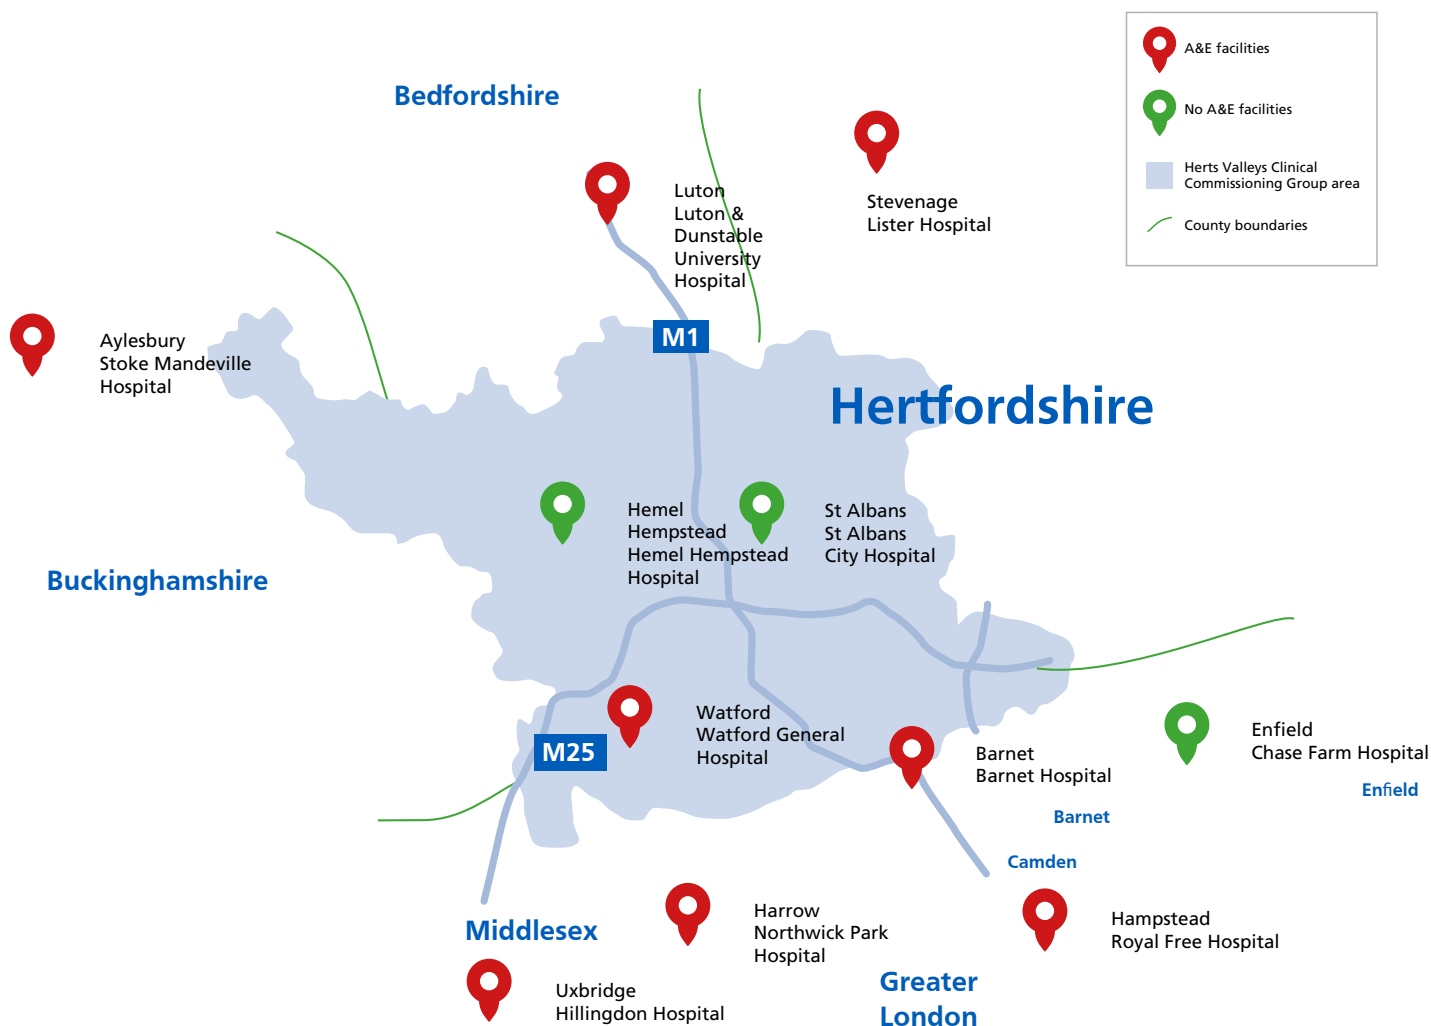 A&E facilities
No A&E facilities
Herts Valleys Clinical
Commissioning Group area
County boundaries
Bedfordshire
Luton
Luton &
Dunstable
University
Hospital
Stevenage
Lister Hospital
M1
Aylesbury
Stoke Mandeville
Hospital
Hertfordshire
Hemel
Hempstead
Hemel Hempstead
Hospital
St Albans
St Albans
City Hospital
Buckinghamshire
Watford
Watford General
Hospital
M25
Barnet
Barnet Hospital
Enfield
Chase Farm Hospital
Enfield
Barnet
Camden
Middlesex
Harrow
Northwick Park
Hospital
Hampstead
Royal Free Hospital
Uxbridge
Hillingdon Hospital
Greater
London